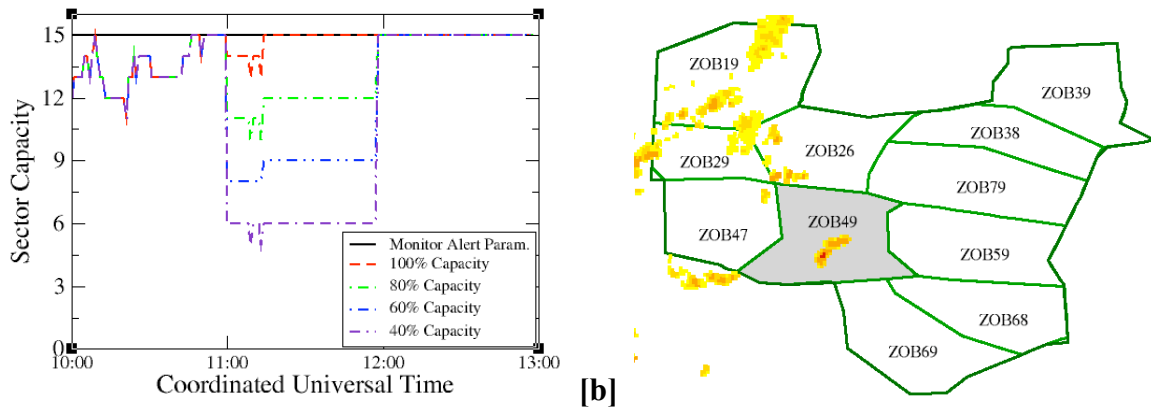 15
12
9
6
3
0
Sector Capacity
Monitor Alert Param.
100% Capacity
80% Capacity
60% Capacity
40% Capacity
10:00 11:00 12:00 13:00
Coordinated Universal Time
[b]
ZOB19
ZOB39
ZOB38
ZOB29
ZOB26
ZOB79
ZOB49
ZOB47
ZOB59
ZOB68
ZOB69